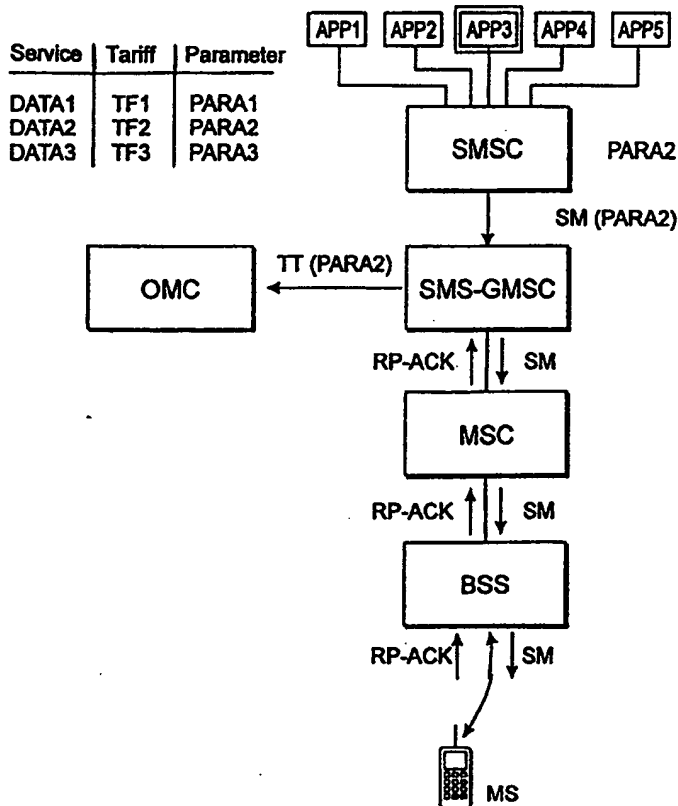 APP1 APP2 APP3 APP4 APP5
Service Tariff Parameter
DATA1 TF1 PARA1
DATA2 TF2 PARA2
DATA3 TF3 PARA3
SMSC PARA2
SM (PARA2)
TT (PARA2)
OMC SMS-GMSC
RP-ACK SM
MSC
RP-ACK SM
BSS
RP-ACK SM
MS